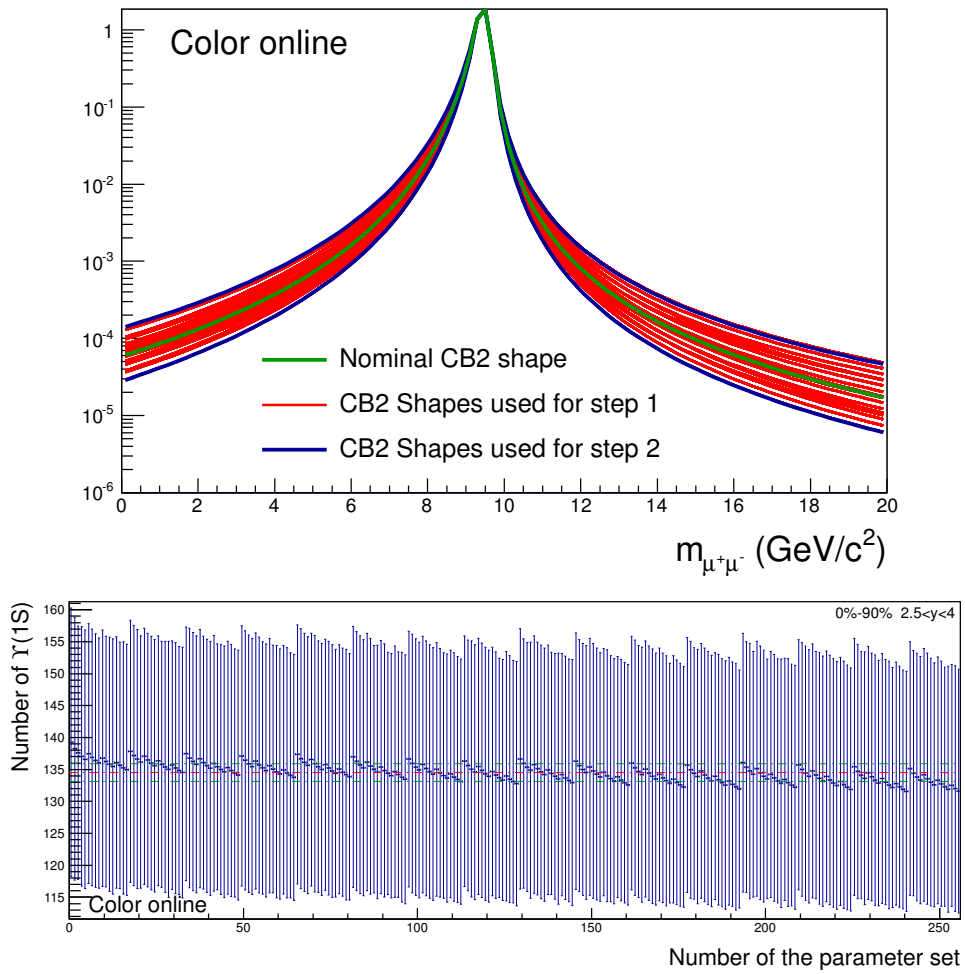 Color online
1
10⁻¹
10⁻²
10⁻³
10⁻⁴
10⁻⁵
10⁻⁶
Nominal CB2 shape
CB2 Shapes used for step 1
CB2 Shapes used for step 2
0 2 4 6 8 10 12 14 16 18 20
m_μ⁺μ⁻ (GeV/c²)
Number of ϒ(1S)
0%-90% 2.5<y<4
160
155
150
145
140
135
130
125
120
115
Color online
0 50 100 150 200 250
Number of the parameter set